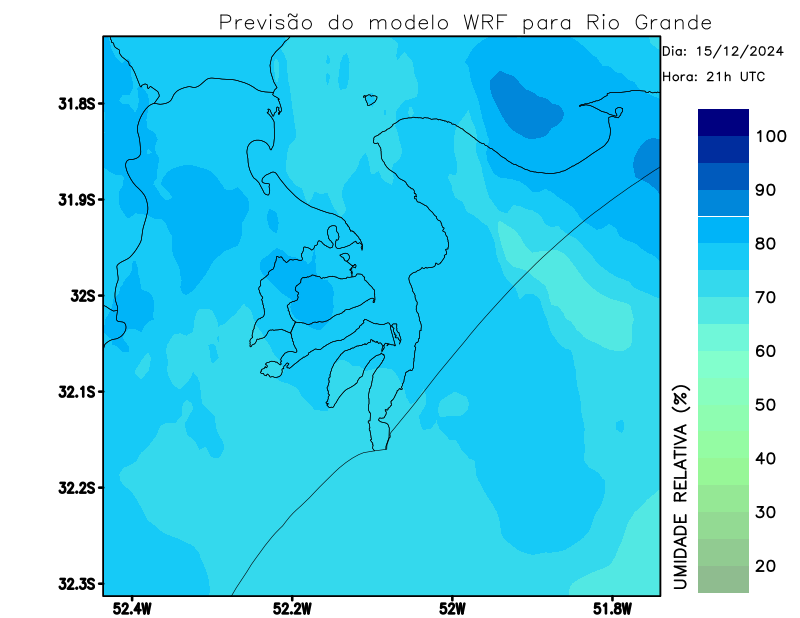 Previsão do modelo WRF para Rio Grande
Dia: 15/12/2024
Hora: 21h UTC
31.8S
31.9S
32S
32.1S
32.2S
32.3S
52.4W
52.2W
52W
51.8W
100
90
80
70
60
50
40
30
20
UMIDADE RELATIVA (%)